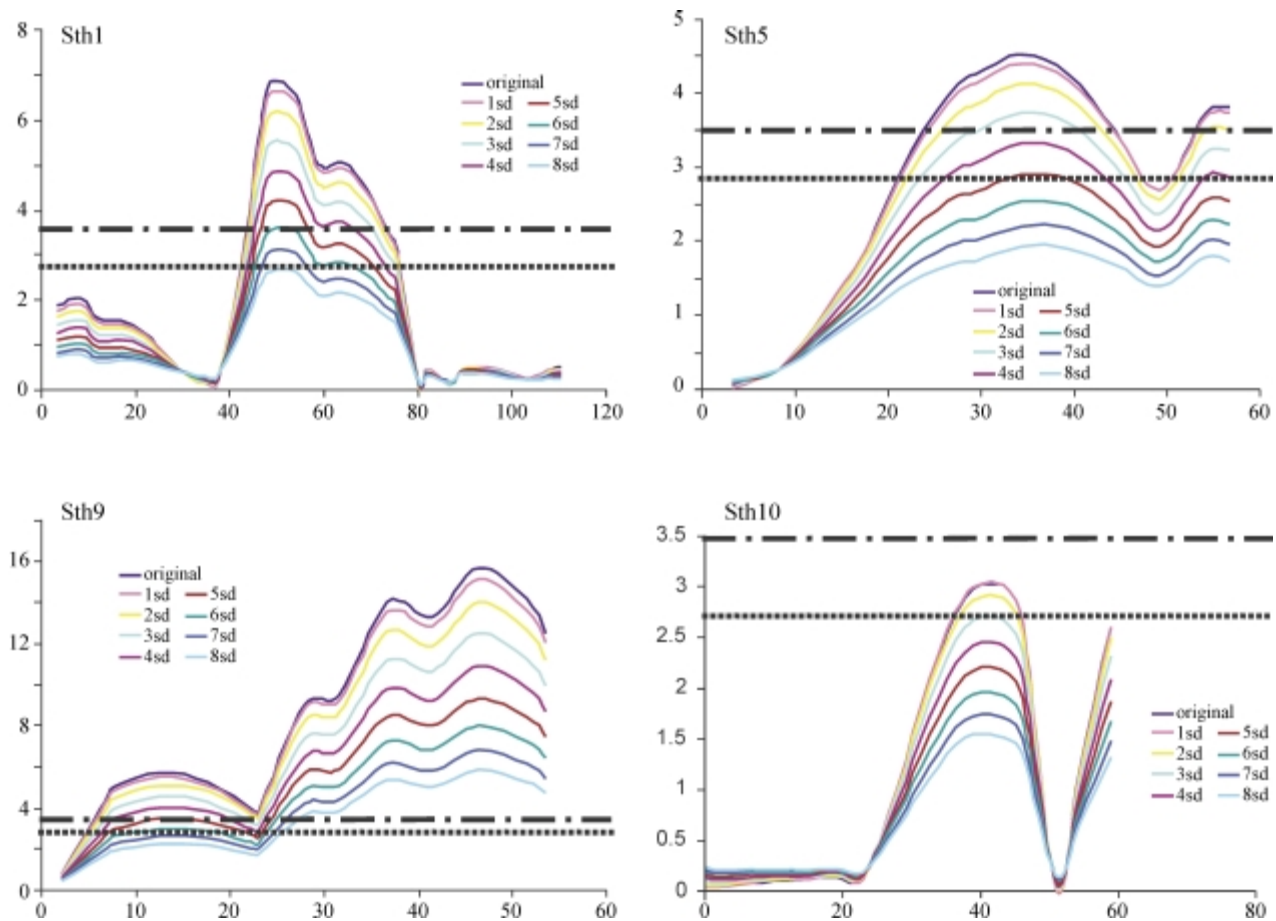 Sth1
8
6
4
2
0
0 20 40 60 80 100 120
original
1sd 5sd
2sd 6sd
3sd 7sd
4sd 8sd
Sth5
5
4
3
2
1
0
0 10 20 30 40 50 60
original
1sd 5sd
2sd 6sd
3sd 7sd
4sd 8sd
Sth9
16
12
8
4
0
0 10 20 30 40 50 60
original
1sd 5sd
2sd 6sd
3sd 7sd
4sd 8sd
Sth10
3.5
3
2.5
2
1.5
1
0.5
0
0 20 40 60 80
original
1sd 5sd
2sd 6sd
3sd 7sd
4sd 8sd